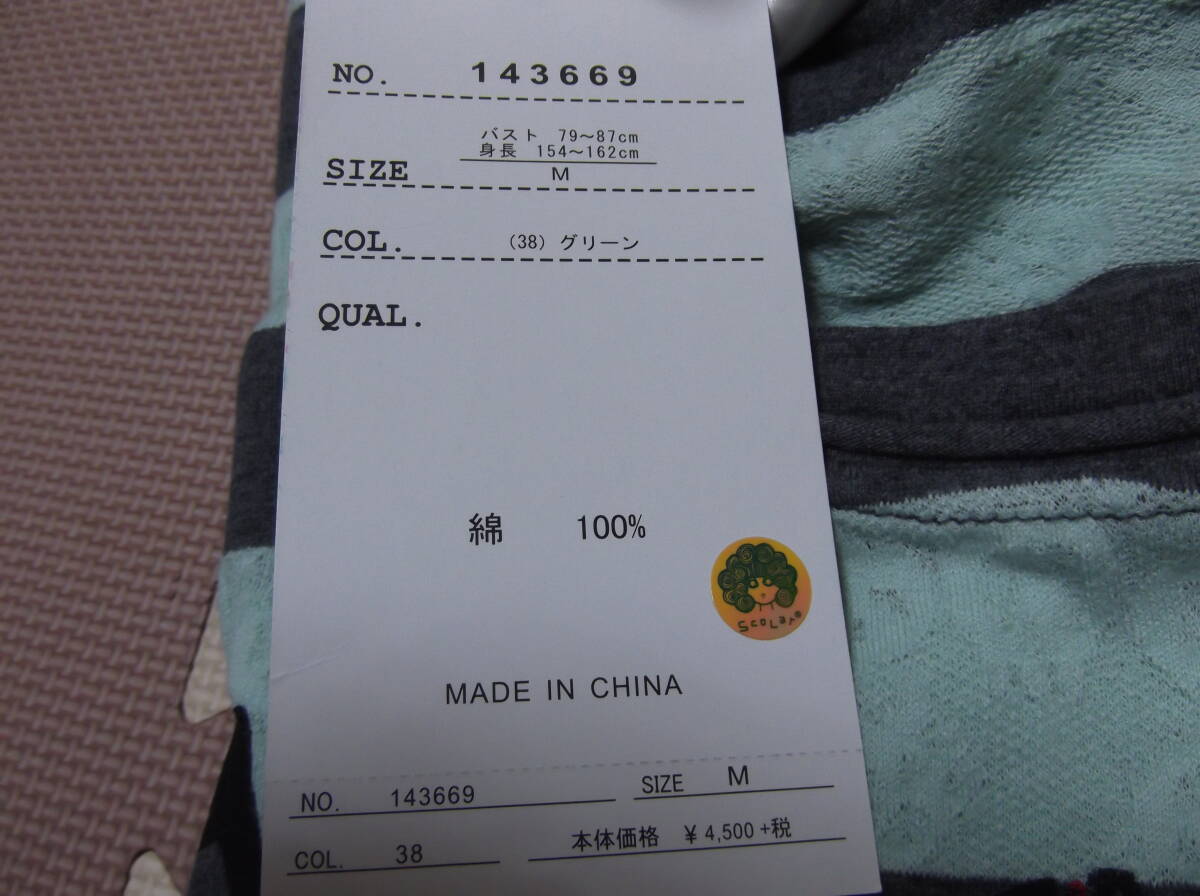 NO. 143669
バスト 79～87cm
身長 154～162cm
SIZE M
COL. (38) グリーン
QUAL.
綿 100%
ScoLar
MADE IN CHINA
NO. 143669 SIZE M
COL. 38 本体価格 ¥4,500+税